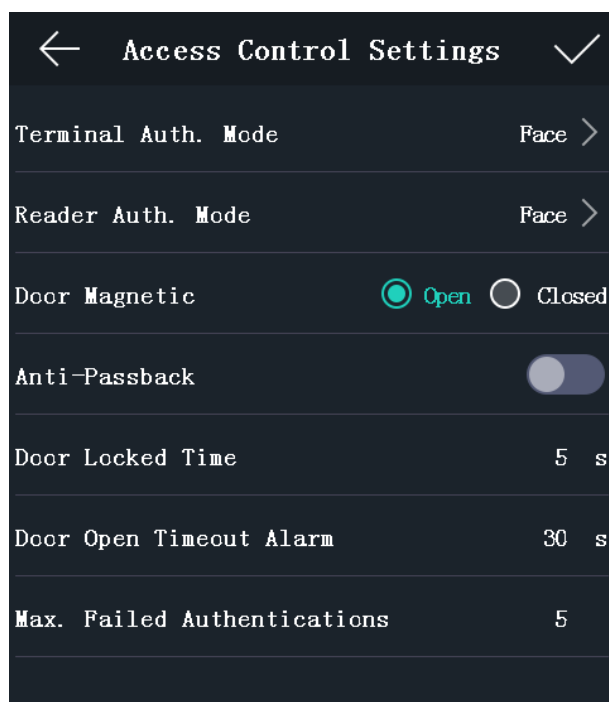 Access Control Settings
Terminal Auth. Mode Face
Reader Auth. Mode Face
Door Magnetic Open Closed
Anti-Passback
Door Locked Time 5 s
Door Open Timeout Alarm 30 s
Max. Failed Authentications 5